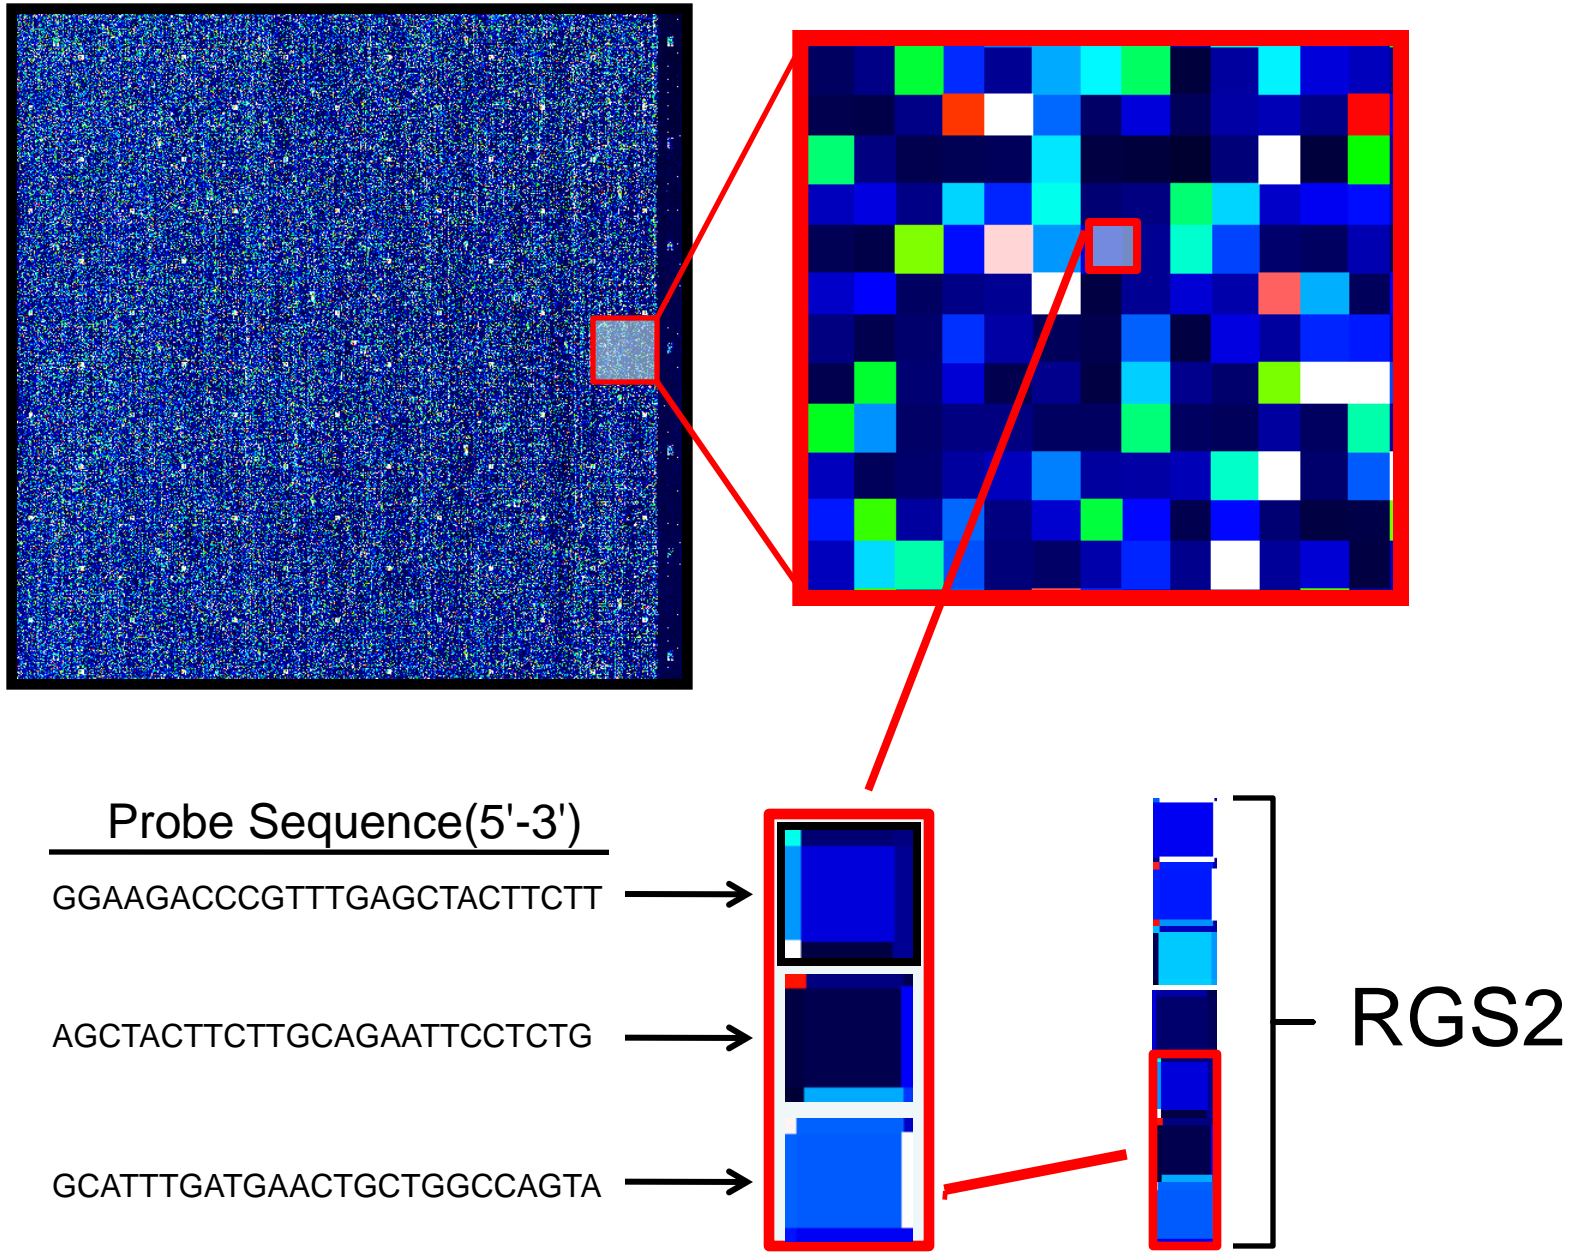 Probe Sequence(5'-3')
GGAAGACCCGTTTGAGCTACTTCTT
AGCTACTTCTTGCAGAATTCCTCTG
GCATTTGATGAACTGCTGGCCAGTA
RGS2